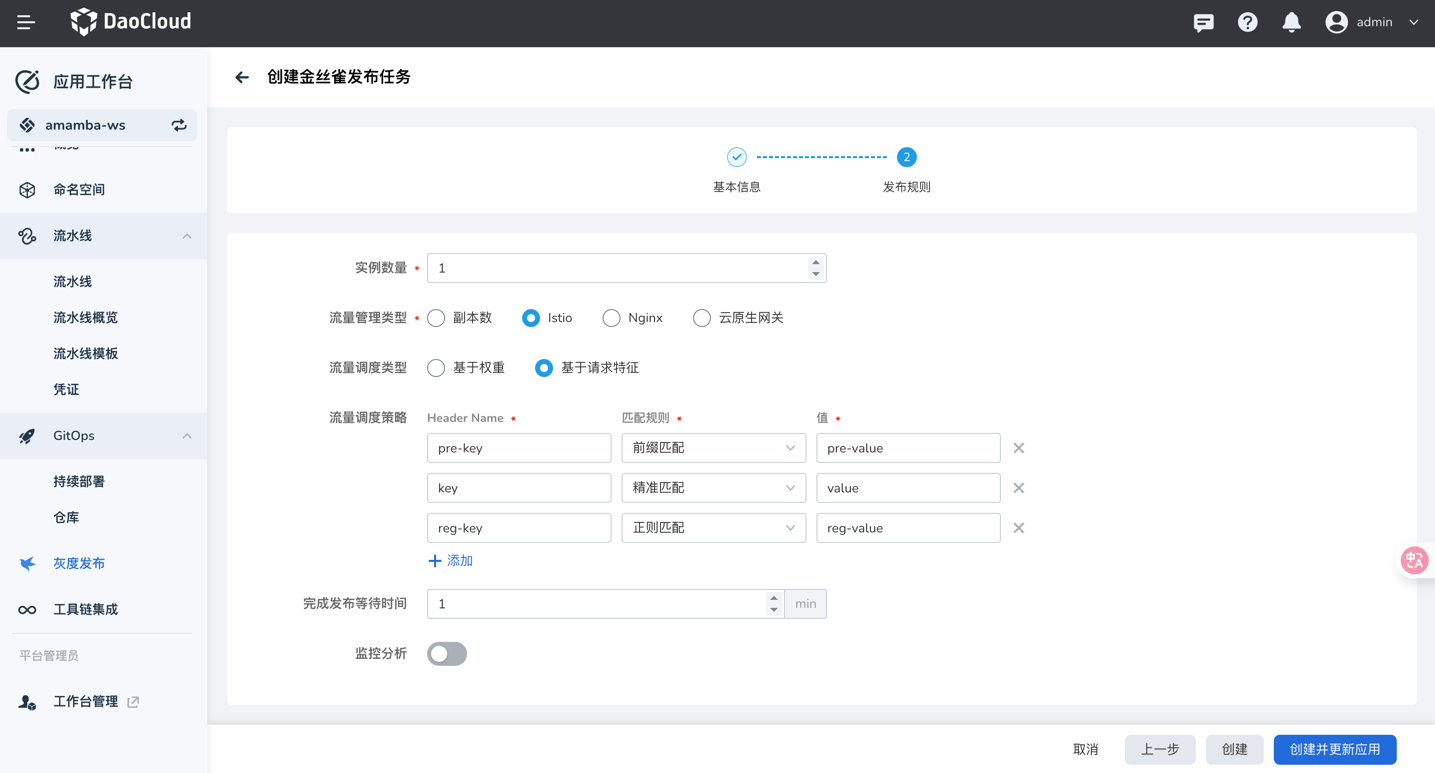 DaoCloud
admin
应用工作台
amamba-ws
概览
命名空间
流水线
流水线
流水线概览
流水线模板
凭证
GitOps
持续部署
仓库
灰度发布
工具链集成
平台管理员
工作台管理
创建金丝雀发布任务
2
基本信息
发布规则
实例数量 * 1
流量管理类型 * 副本数 Istio Nginx 云原生网关
流量调度类型 基于权重 基于请求特征
流量调度策略 Header Name * 匹配规则 * 值 *
pre-key 前缀匹配 pre-value
key 精准匹配 value
reg-key 正则匹配 reg-value
+ 添加
完成发布等待时间 1 min
监控分析
取消 上一步 创建 创建并更新应用
中 A